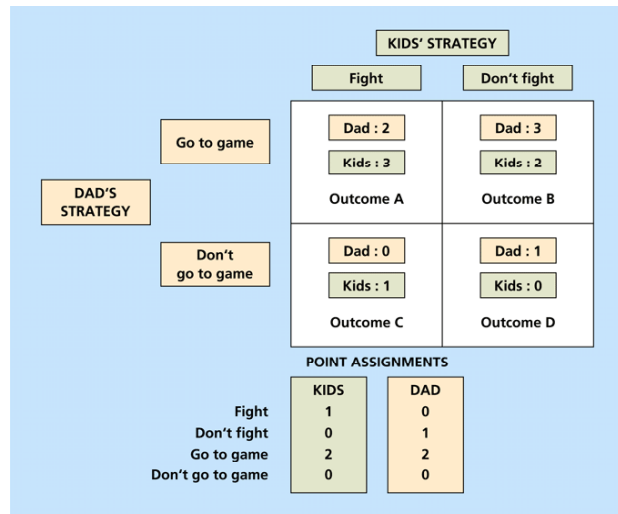 KIDS' STRATEGY
Fight Don't fight
Go to game
Dad : 2 Dad : 3
Kids : 3 Kids : 2
Outcome A Outcome B
DAD'S
STRATEGY
Don't
go to game
Dad : 0 Dad : 1
Kids : 1 Kids : 0
Outcome C Outcome D
POINT ASSIGNMENTS
KIDS DAD
Fight 1 0
Don't fight 0 1
Go to game 2 2
Don't go to game 0 0